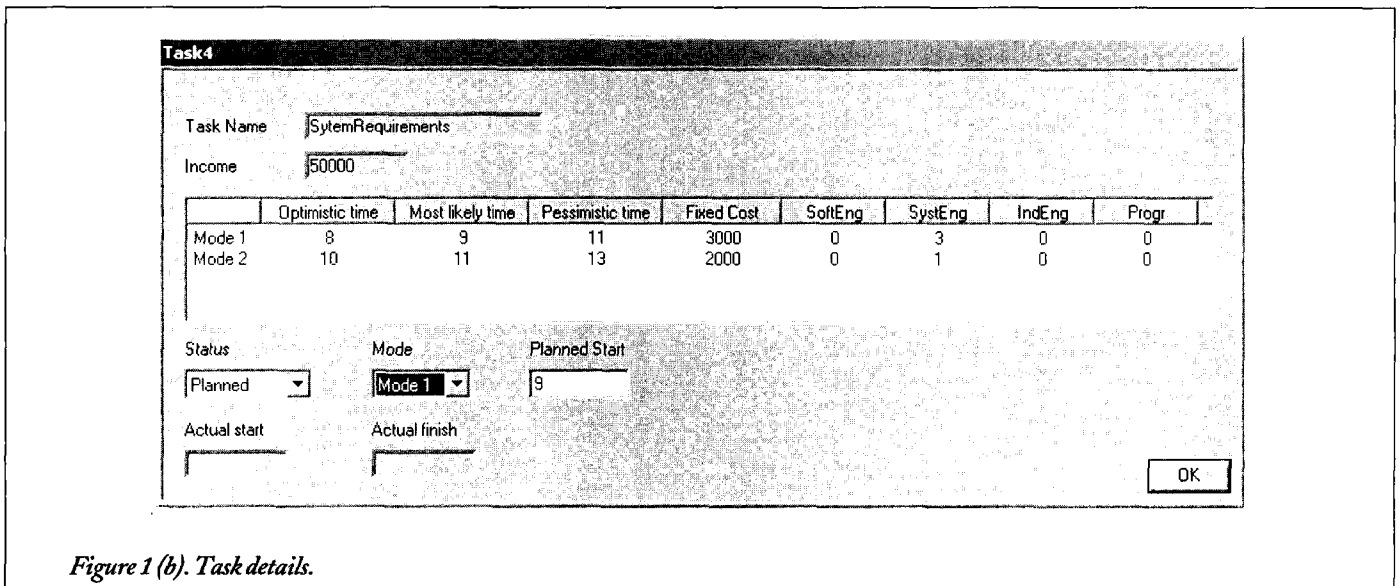 Task4
Task Name SytemRequirements
Income 50000
Optimistic time Most likely time Pessimistic time Fixed Cost SoftEng SystEng IndEng Progr
Mode 1 8 9 11 3000 0 3 0 0
Mode 2 10 11 13 2000 0 1 0 0
Status Mode Planned Start
Planned Mode 1 9
Actual start Actual finish
OK
Figure 1 (b). Task details.